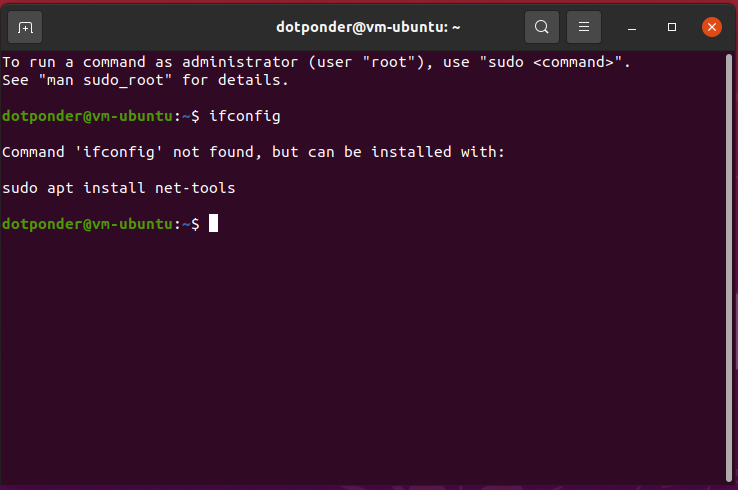 dotponder@vm-ubuntu: ~
To run a command as administrator (user "root"), use "sudo <command>".
See "man sudo_root" for details.
dotponder@vm-ubuntu:~$ ifconfig
Command 'ifconfig' not found, but can be installed with:
sudo apt install net-tools
dotponder@vm-ubuntu:~$